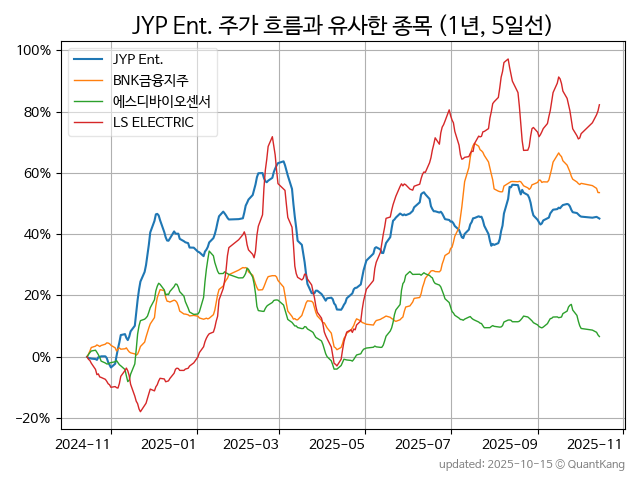 JYP Ent. 주가 흐름과 유사한 종목 (1년, 5일선)
JYP Ent.
BNK금융지주
에스디바이오센서
LS ELECTRIC
100%
80%
60%
40%
20%
0%
−20%
2024-11
2025-01
2025-03
2025-05
2025-07
2025-09
2025-11
updated: 2025-10-15 © QuantKang